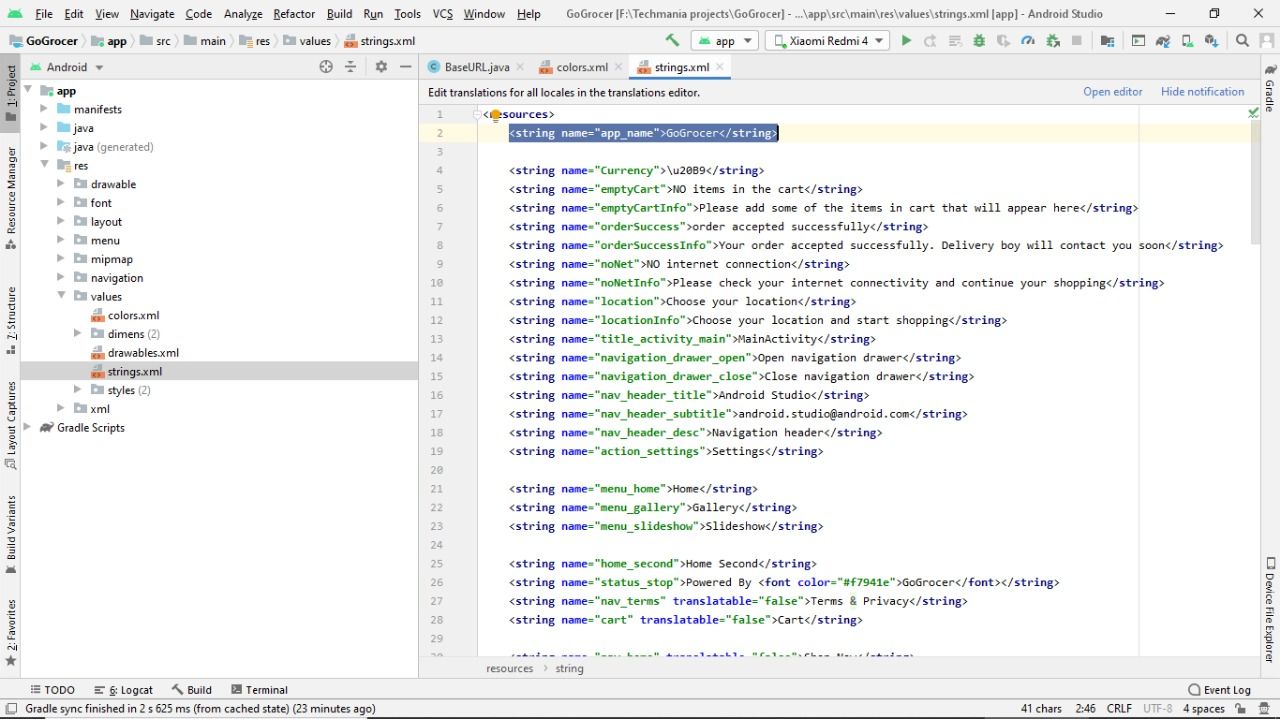 File Edit View Navigate Code Analyze Refactor Build Run Tools VCS Window Help GoGrocer [F:\Techmania projects\GoGrocer] - ...\app\src\main\res\values\strings.xml [app] - Android Studio
GoGrocer app src main res values strings.xml app Xiaomi Redmi 4
Android BaseURL.java colors.xml strings.xml
Edit translations for all locales in the translations editor. Open editor Hide notification
1: Project
Resource Manager
7: Structure
Layout Captures
Build Variants
2: Favorites
app
manifests
java
java (generated)
res
drawable
font
layout
menu
mipmap
navigation
values
colors.xml
dimens (2)
drawables.xml
strings.xml
styles (2)
xml
Gradle Scripts
1 <resources>
2 <string name="app_name">GoGrocer</string>
3
4 <string name="Currency">\u20B9</string>
5 <string name="emptyCart">NO items in the cart</string>
6 <string name="emptyCartInfo">Please add some of the items in cart that will appear here</string>
7 <string name="orderSuccess">order accepted successfully</string>
8 <string name="orderSuccessInfo">Your order accepted successfully. Delivery boy will contact you soon</string>
9 <string name="noNet">NO internet connection</string>
10 <string name="noNetInfo">Please check your internet connectivity and continue your shopping</string>
11 <string name="location">Choose your location</string>
12 <string name="locationInfo">Choose your location and start shopping</string>
13 <string name="title_activity_main">MainActivity</string>
14 <string name="navigation_drawer_open">Open navigation drawer</string>
15 <string name="navigation_drawer_close">Close navigation drawer</string>
16 <string name="nav_header_title">Android Studio</string>
17 <string name="nav_header_subtitle">android.studio@android.com</string>
18 <string name="nav_header_desc">Navigation header</string>
19 <string name="action_settings">Settings</string>
20
21 <string name="menu_home">Home</string>
22 <string name="menu_gallery">Gallery</string>
23 <string name="menu_slideshow">Slideshow</string>
24
25 <string name="home_second">Home Second</string>
26 <string name="status_stop">Powered By <font color="#f7941e">GoGrocer</font></string>
27 <string name="nav_terms" translatable="false">Terms & Privacy</string>
28 <string name="cart" translatable="false">Cart</string>
29
resources string
Gradle
Device File Explorer
TODO 6: Logcat Build Terminal Event Log
Gradle sync finished in 2 s 625 ms (from cached state) (23 minutes ago) 41 chars 2:46 CRLF UTF-8 4 spaces